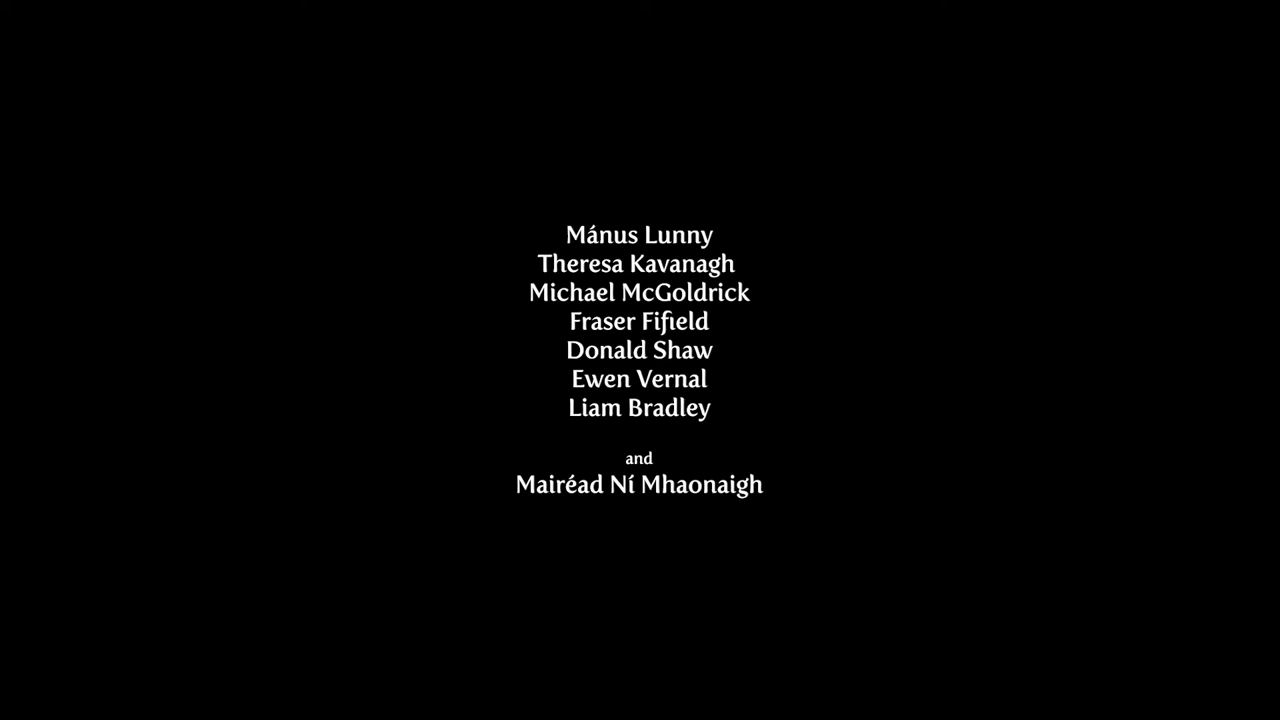 Mánus Lunny
Theresa Kavanagh
Michael McGoldrick
Fraser Fifield
Donald Shaw
Ewen Vernal
Liam Bradley
and
Mairéad Ní Mhaonaigh